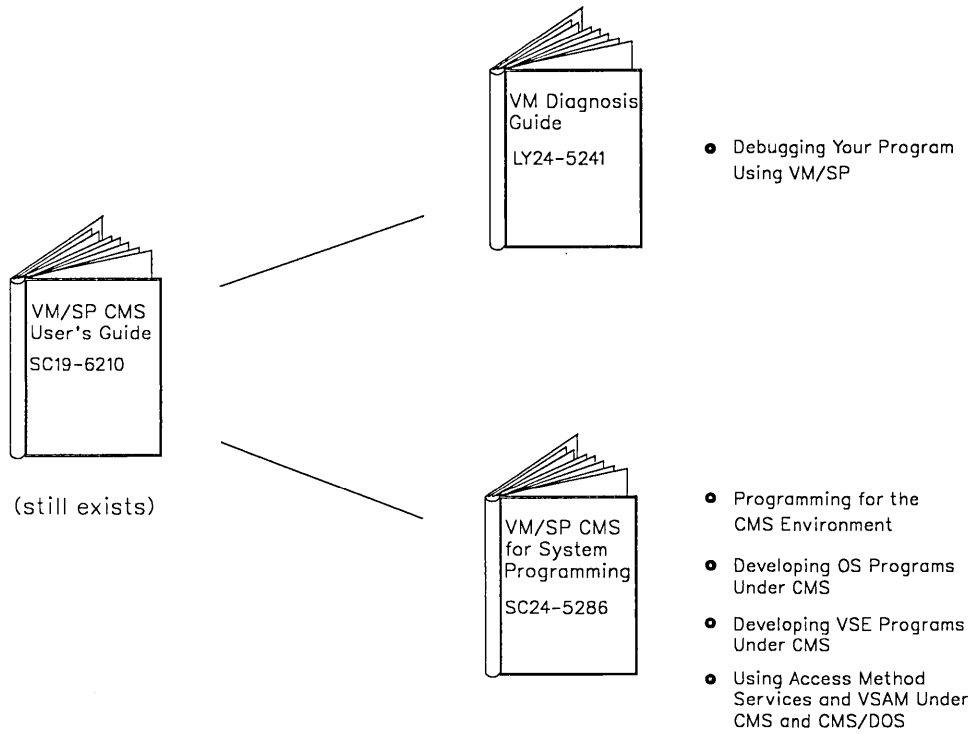 VM Diagnosis
Guide
LY24-5241
Debugging Your Program
Using VM/SP
VM/SP CMS
User's Guide
SC19-6210
(still exists)
VM/SP CMS
for System
Programming
SC24-5286
Programming for the
CMS Environment
Developing OS Programs
Under CMS
Developing VSE Programs
Under CMS
Using Access Method
Services and VSAM Under
CMS and CMS/DOS